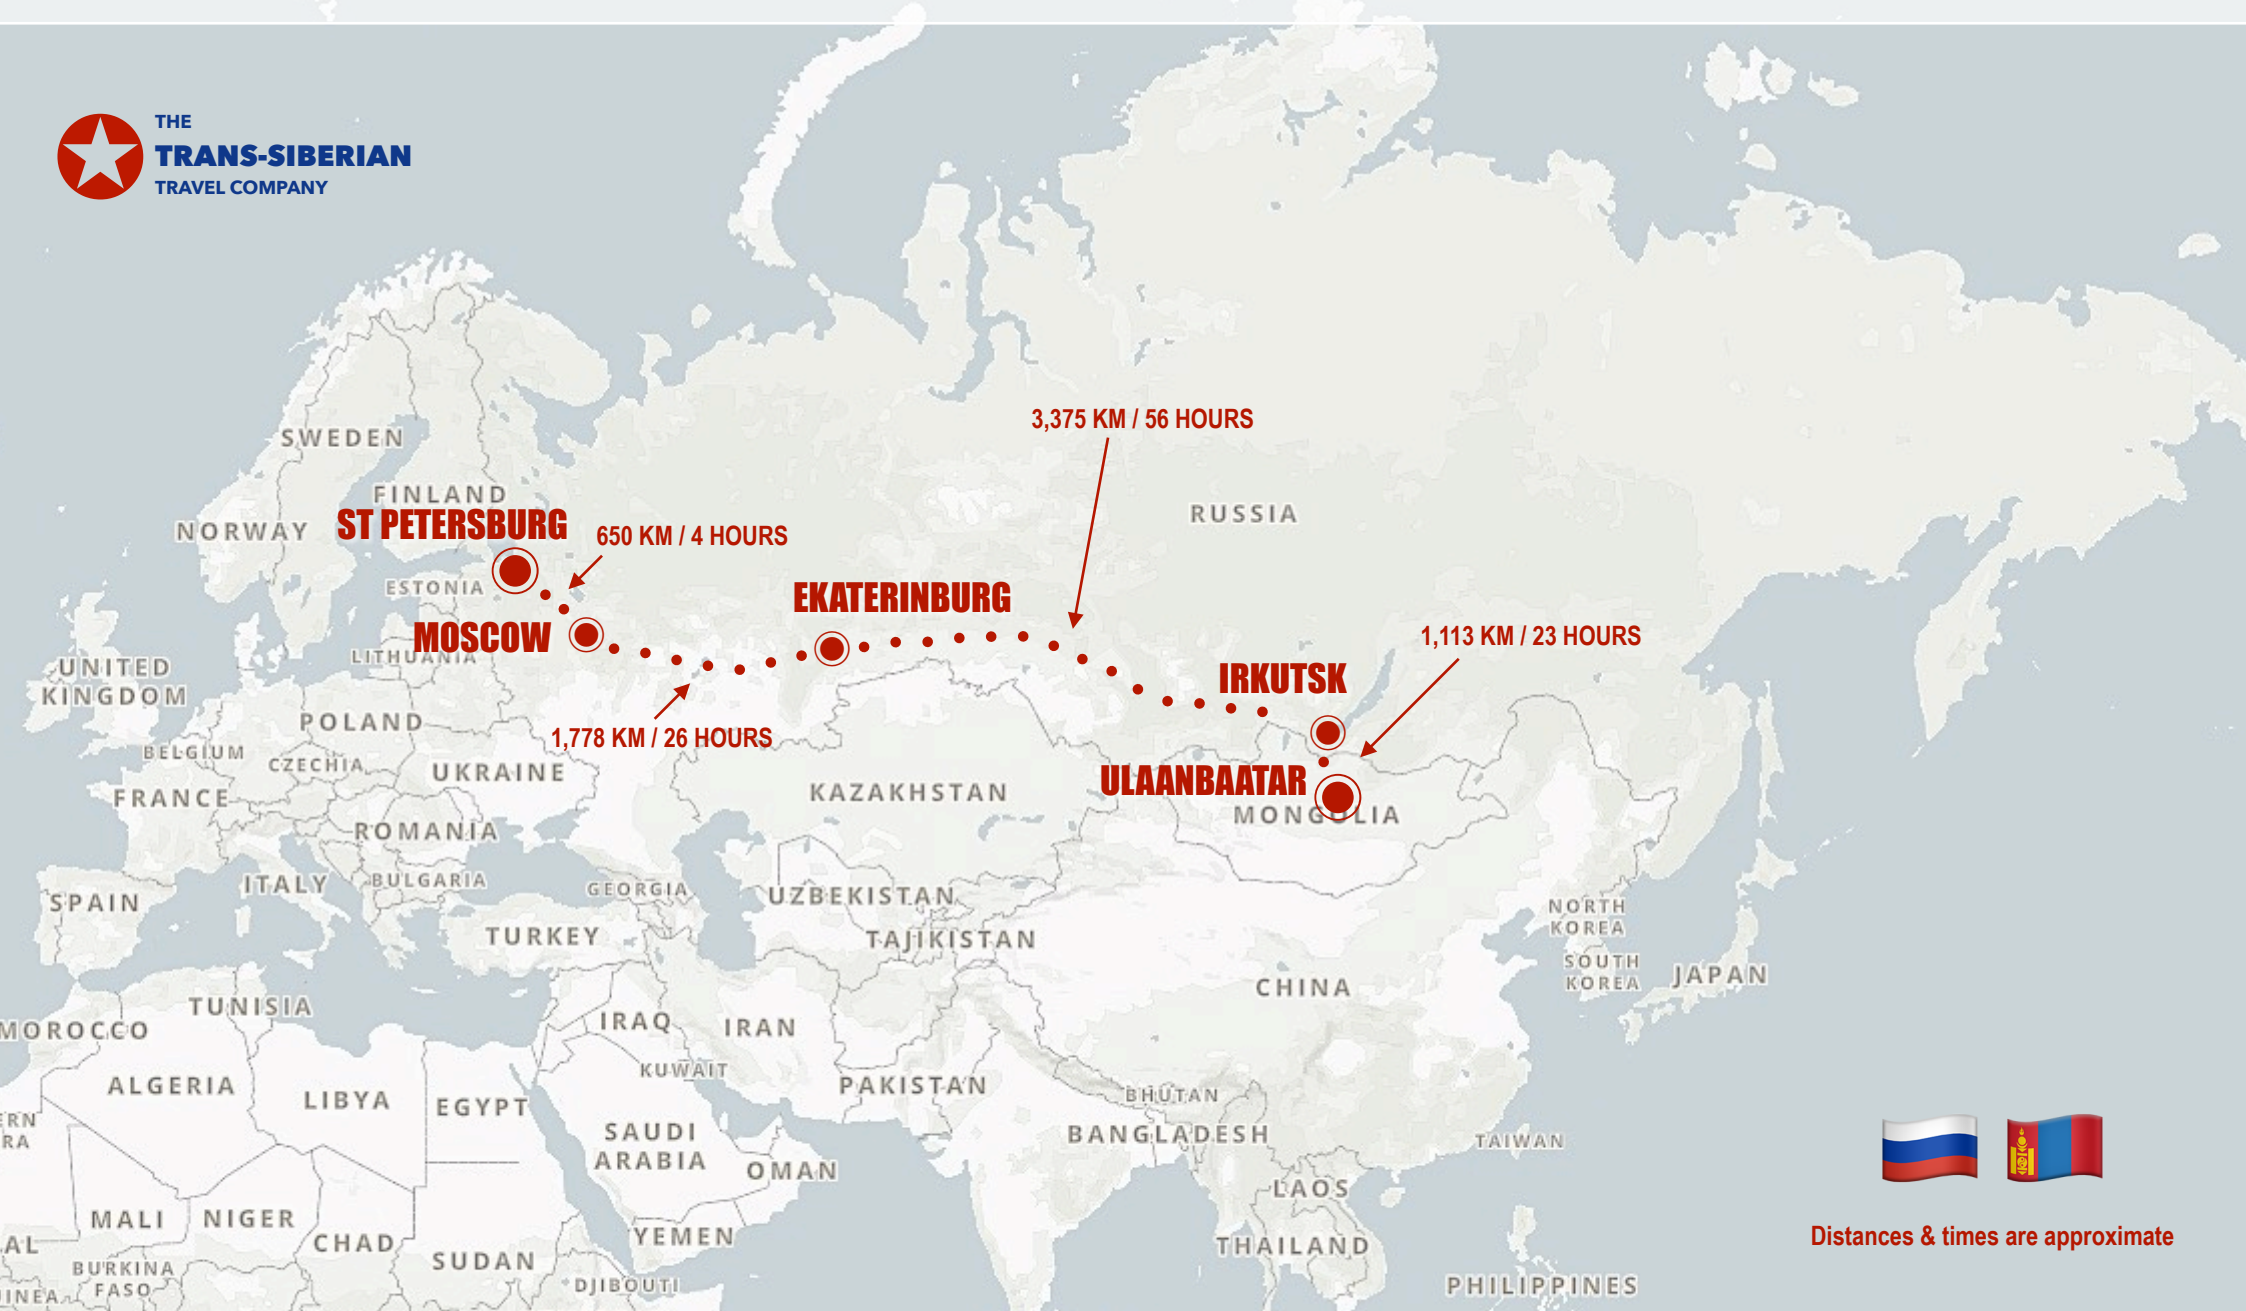 THE
TRANS-SIBERIAN
TRAVEL COMPANY
3,375 KM / 56 HOURS
SWEDEN
FINLAND
RUSSIA
NORWAY
ST PETERSBURG
650 KM / 4 HOURS
ESTONIA
EKATERINBURG
MOSCOW
LITHUANIA
1,113 KM / 23 HOURS
UNITED
KINGDOM
IRKUTSK
POLAND
1,778 KM / 26 HOURS
BELGIUM
CZECHIA
UKRAINE
KAZAKHSTAN
ULAANBAATAR
MONGOLIA
FRANCE
ROMANIA
ITALY
BULGARIA
GEORGIA
UZBEKISTAN
SPAIN
NORTH
KOREA
TURKEY
TAJIKISTAN
SOUTH
KOREA
JAPAN
CHINA
TUNISIA
MOROCCO
IRAQ
IRAN
KUWAIT
ALGERIA
LIBYA
EGYPT
PAKISTAN
BHUTAN
ERN
RA
SAUDI
ARABIA
BANGLADESH
TAIWAN
OMAN
LAOS
MALI
NIGER
CHAD
YEMEN
AL
SUDAN
THAILAND
Distances & times are approximate
BURKINA
FASO
DJIBOUTI
PHILIPPINES
INEA